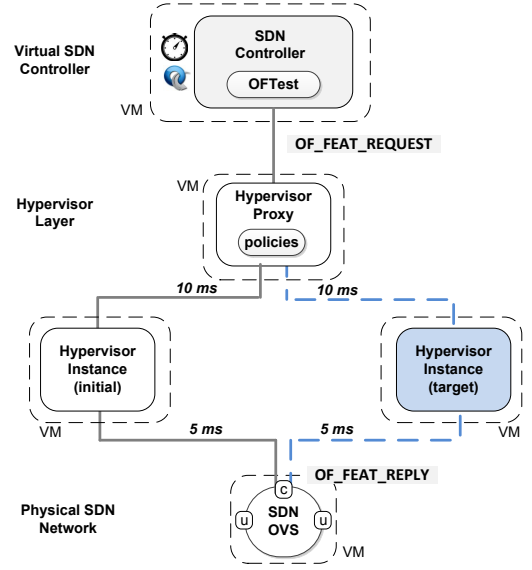 Virtual SDN
Controller
SDN
Controller
OFTest
VM
OF_FEAT_REQUEST
VM
Hypervisor
Layer
Hypervisor
Proxy
policies
10 ms
10 ms
Hypervisor
Instance
(initial)
Hypervisor
Instance
(target)
VM
VM
5 ms
5 ms
OF_FEAT_REPLY
Physical SDN
Network
c
u
SDN
OVS
u
VM